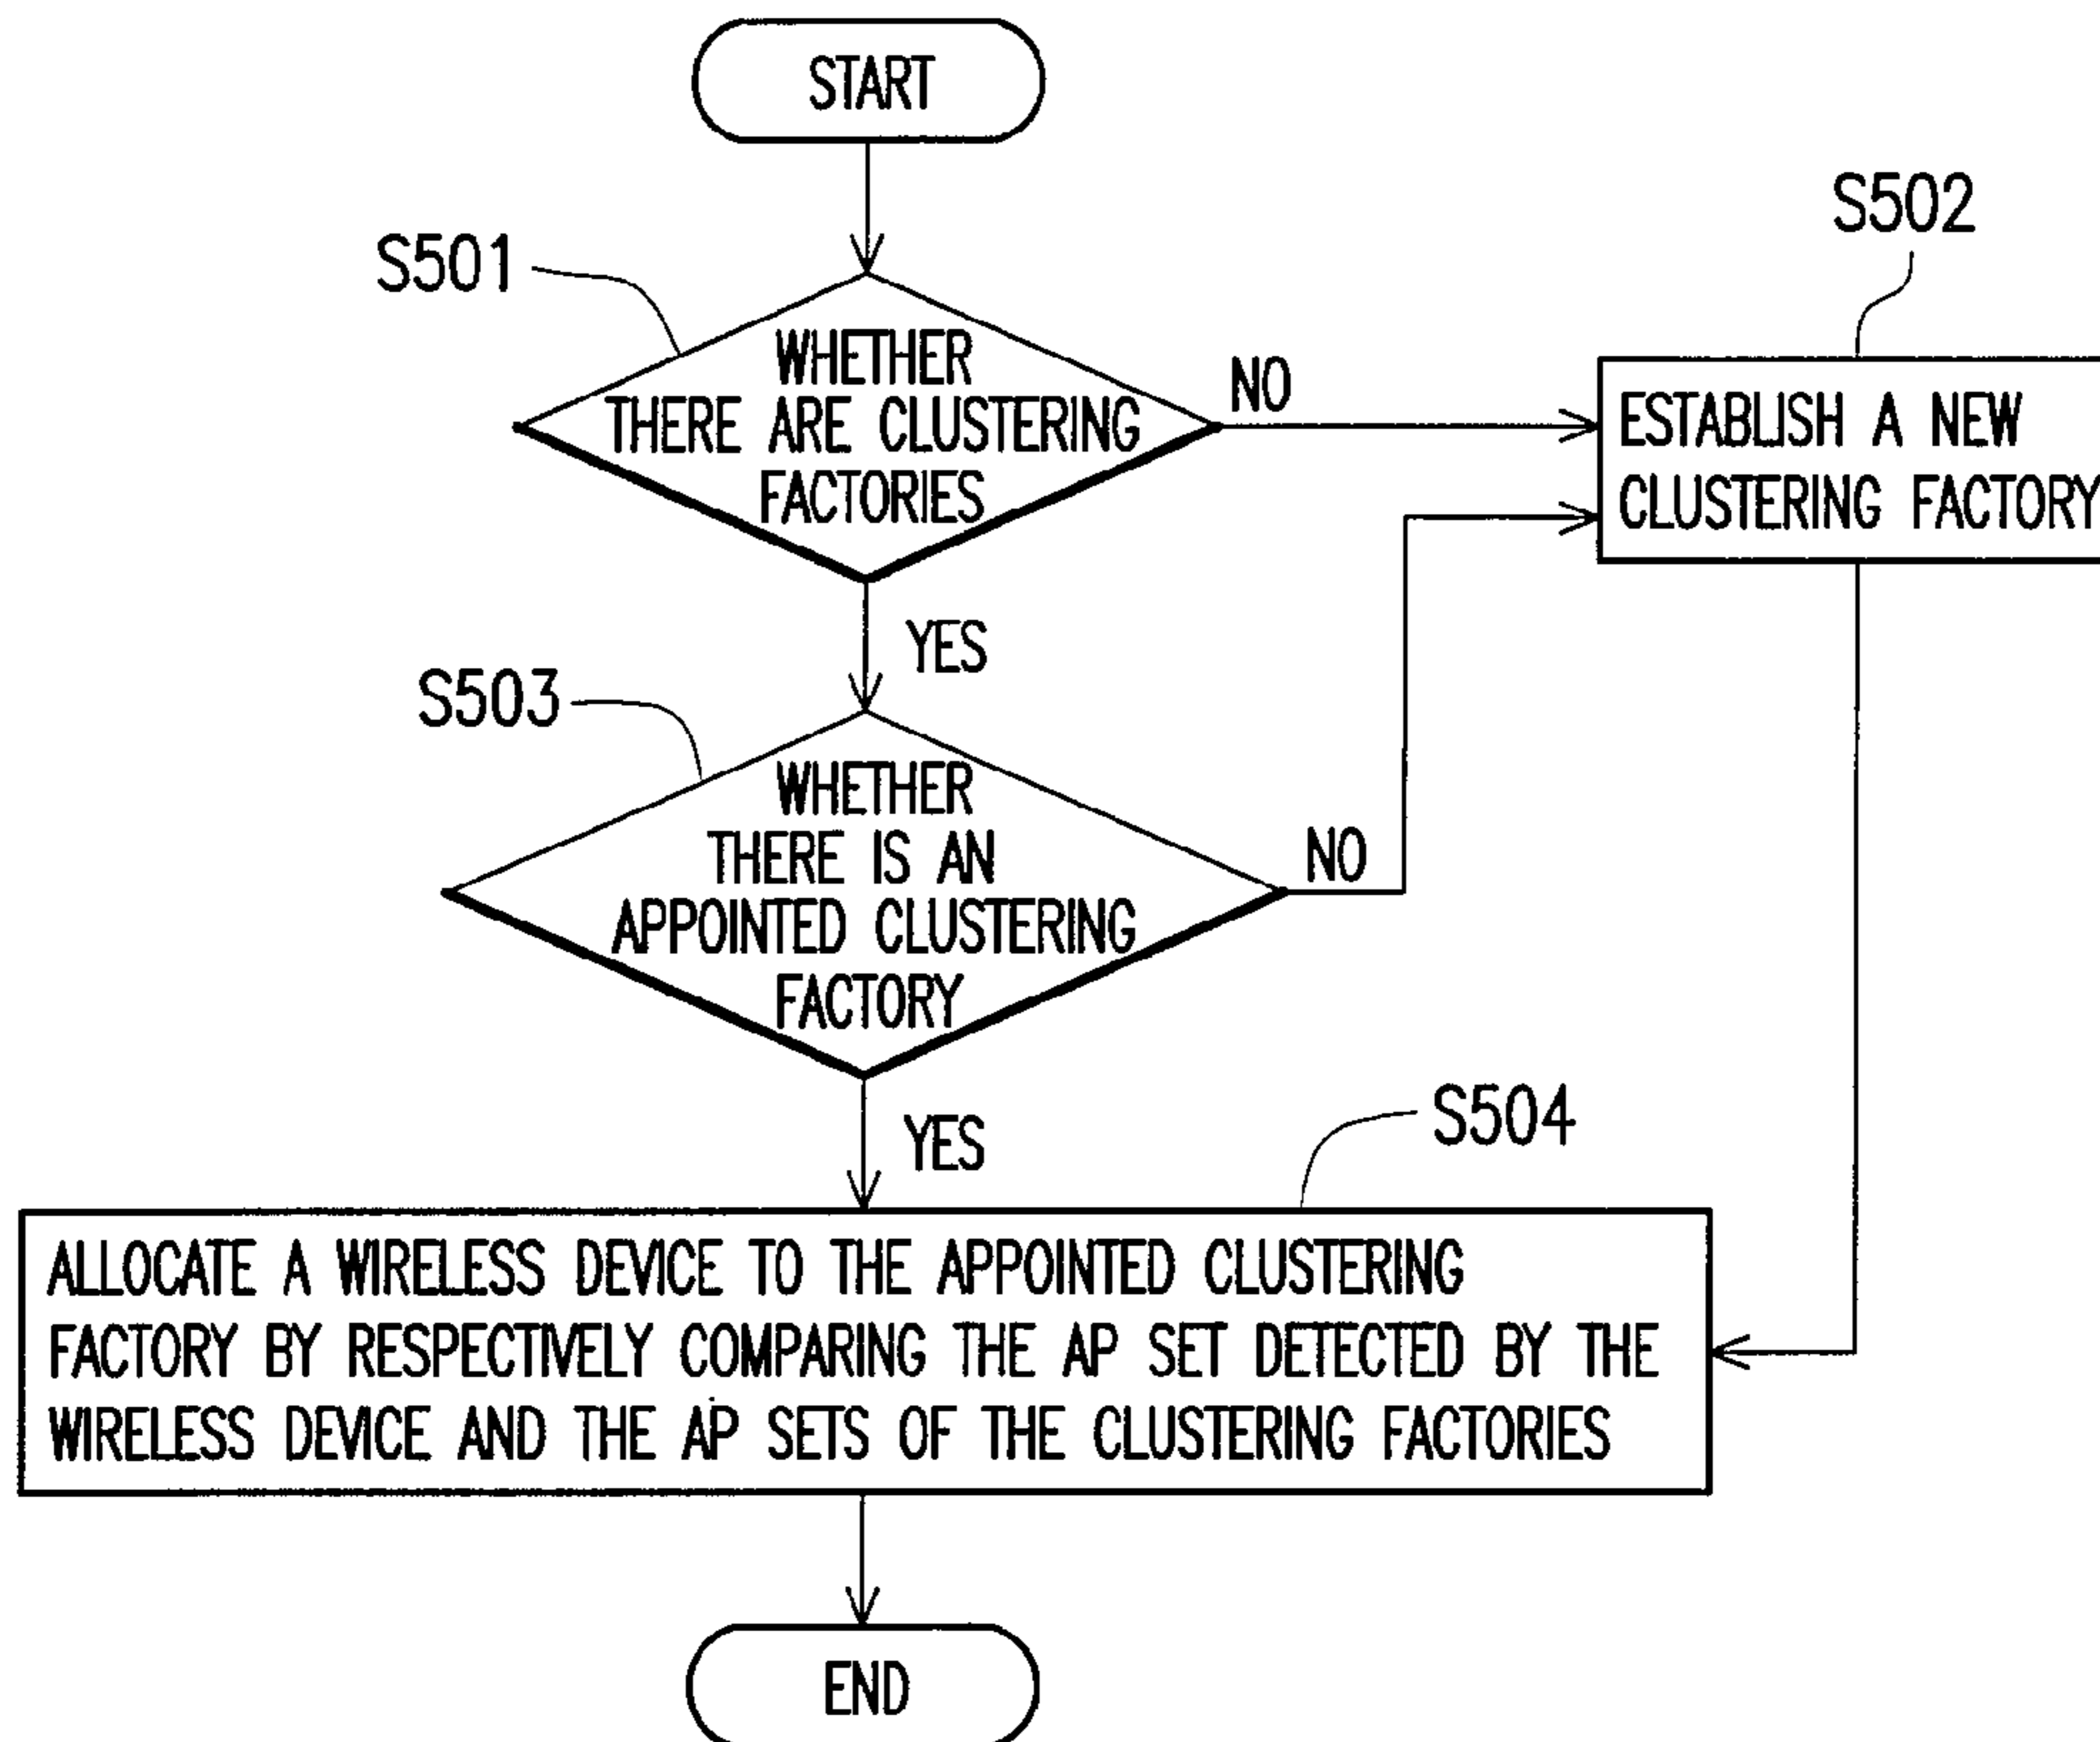 START
S501
S502
WHETHER
THERE ARE CLUSTERING
FACTORIES
NO
ESTABLISH A NEW
CLUSTERING FACTORY
YES
S503
WHETHER
THERE IS AN
APPOINTED CLUSTERING
FACTORY
NO
YES
S504
ALLOCATE A WIRELESS DEVICE TO THE APPOINTED CLUSTERING
FACTORY BY RESPECTIVELY COMPARING THE AP SET DETECTED BY THE
WIRELESS DEVICE AND THE AP SETS OF THE CLUSTERING FACTORIES
END